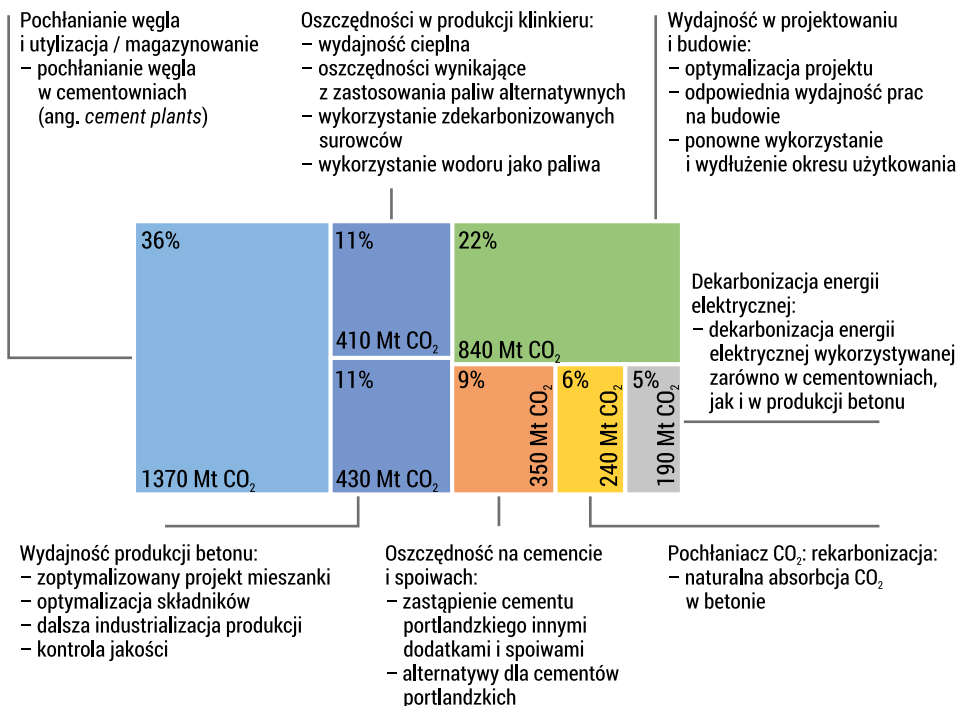 Pochłanianie węgla
i utylizacja / magazynowanie
– pochłanianie węgla
w cementowniach
(ang. cement plants)
Oszczędności w produkcji klinkieru:
– wydajność cieplna
– oszczędności wynikające
z zastosowania paliw alternatywnych
– wykorzystanie zdekarbonizowanych
surowców
– wykorzystanie wodoru jako paliwa
Wydajność w projektowaniu
i budowie:
– optymalizacja projektu
– odpowiednia wydajność prac
na budowie
– ponowne wykorzystanie
i wydłużenie okresu użytkowania
36%
1370 Mt CO₂
11%
410 Mt CO₂
22%
840 Mt CO₂
11%
430 Mt CO₂
9%
350 Mt CO₂
6%
240 Mt CO₂
5%
190 Mt CO₂
Dekarbonizacja energii
elektrycznej:
– dekarbonizacja energii
elektrycznej wykorzystywanej
zarówno w cementowniach,
jak i w produkcji betonu
Wydajność produkcji betonu:
– zoptymalizowany projekt mieszanki
– optymalizacja składników
– dalsza industrializacja produkcji
– kontrola jakości
Oszczędność na cemencie
i spoiwach:
– zastąpienie cementu
portlandzkiego innymi
dodatkami i spoiwami
– alternatywy dla cementów
portlandzkich
Pochłaniacz CO₂: rekarbonizacja:
– naturalna absorbcja CO₂
w betonie